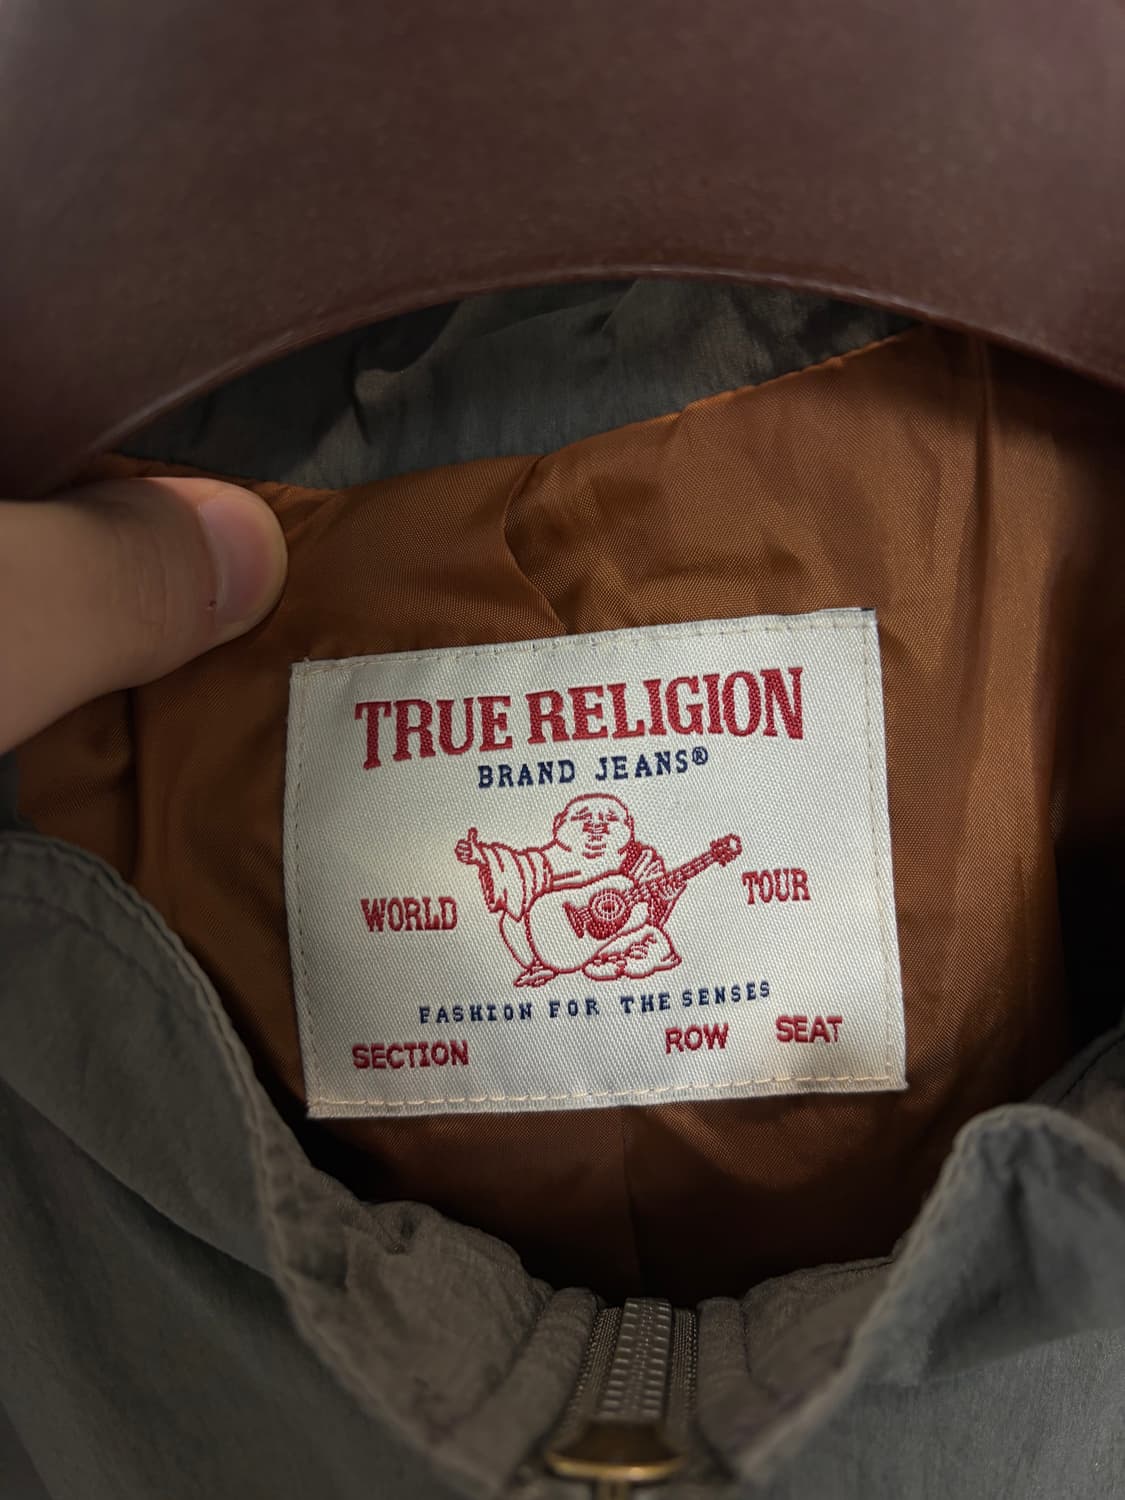 TRUE RELIGION
BRAND JEANS®
WORLD TOUR
FASHION FOR THE SENSES
SECTION ROW SEAT